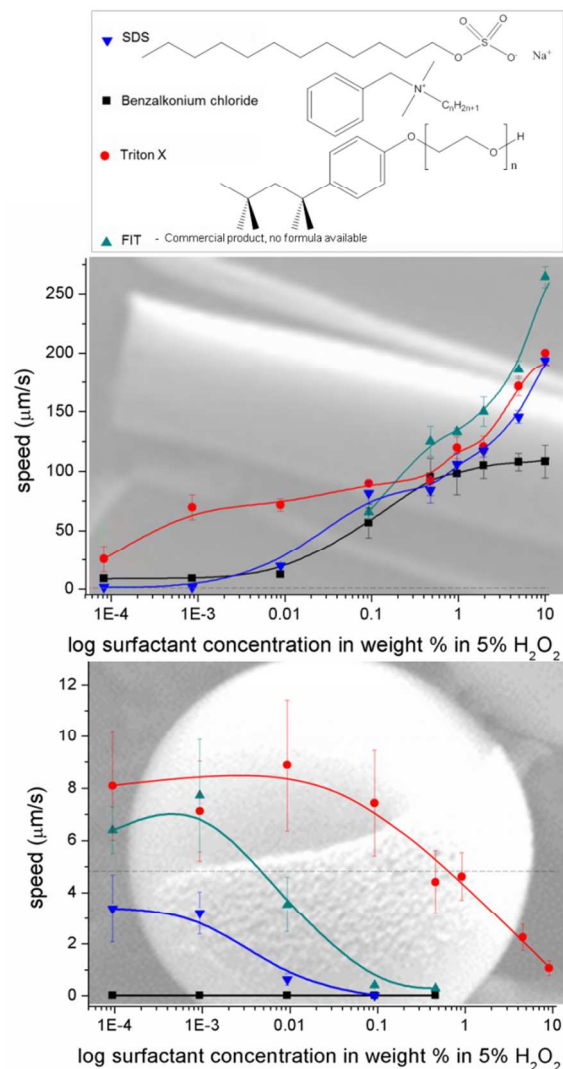 SDS
O
O
S
O
O⁻
Na⁺
Benzalkonium chloride
N⁺
CₙH₂ₙ₊₁
Triton X
O
O
H
n
FIT - Commercial product, no formula available
250
200
150
100
50
0
speed (μm/s)
1E-4 1E-3 0.01 0.1 1 10
log surfactant concentration in weight % in 5% H₂O₂
12
10
8
6
4
2
0
speed (μm/s)
1E-4 1E-3 0.01 0.1 1 10
log surfactant concentration in weight % in 5% H₂O₂